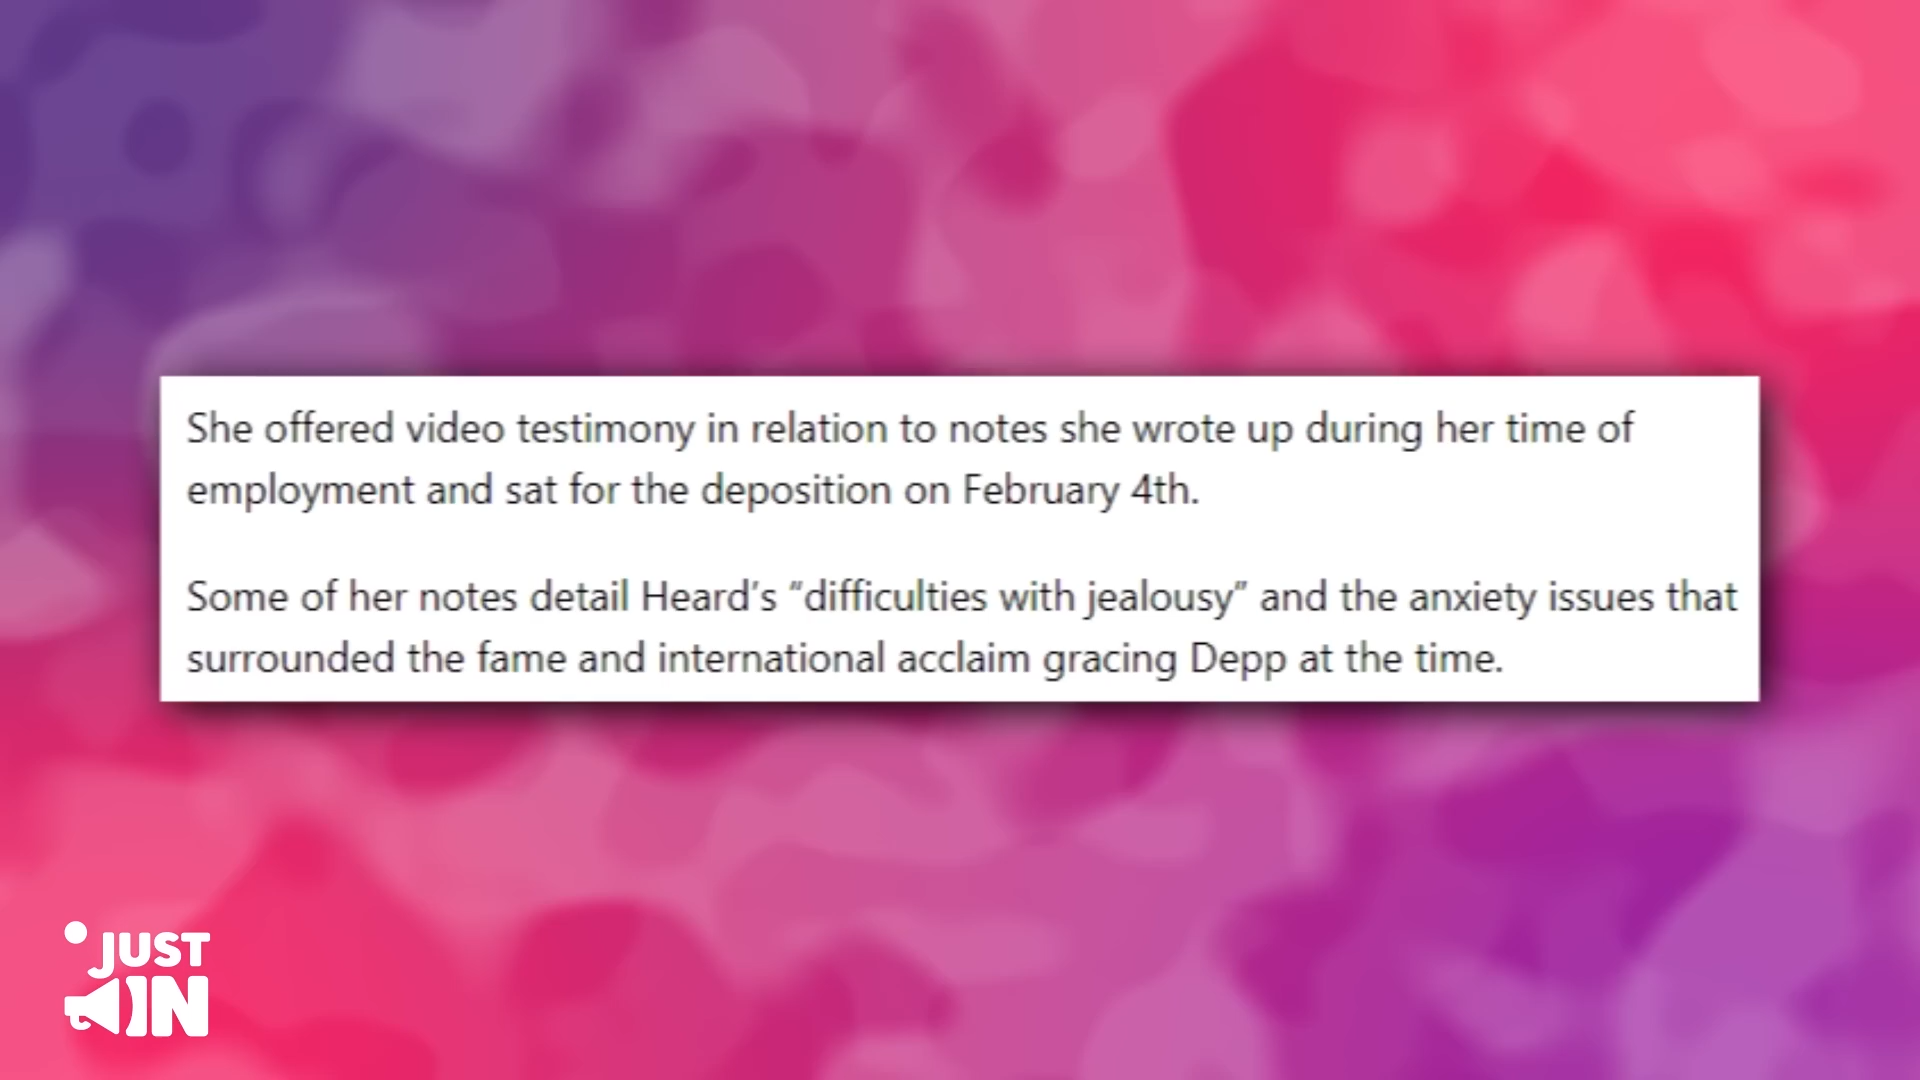 She offered video testimony in relation to notes she wrote up during her time of
employment and sat for the deposition on February 4th.
Some of her notes detail Heard’s “difficulties with jealousy” and the anxiety issues that
surrounded the fame and international acclaim gracing Depp at the time.
JUST
IN